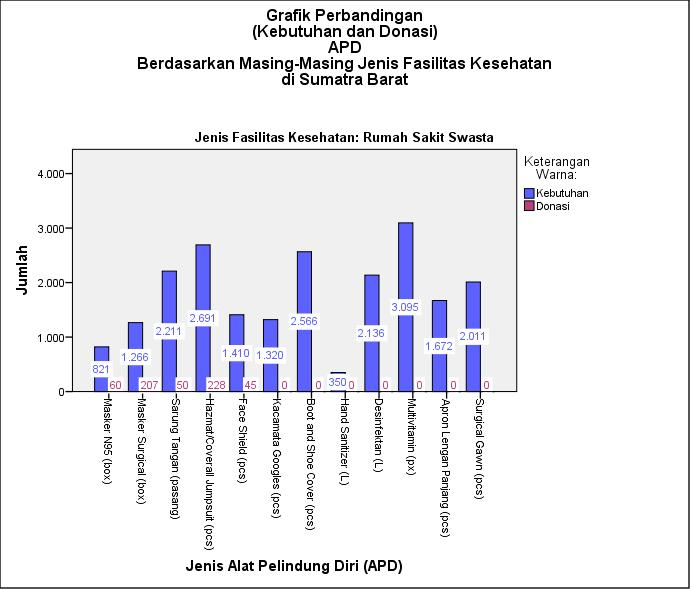 Grafik Perbandingan
(Kebutuhan dan Donasi)
APD
Berdasarkan Masing-Masing Jenis Fasilitas Kesehatan
di Sumatra Barat
Jenis Fasilitas Kesehatan: Rumah Sakit Swasta
Keterangan
Warna:
Kebutuhan
Donasi
Jumlah
4.000
3.000
2.000
1.000
0
821
60
1.266
207
2.211
50
2.691
228
1.410
45
1.320
0
2.566
0
350
0
2.136
0
3.095
0
1.672
0
2.011
0
Masker N95 (box)
Masker Surgical (box)
Sarung Tangan (pasang)
Hazmat/Coverall Jumpsuit (pcs)
Face Shield (pcs)
Kacamata Googles (pcs)
Boot and Shoe Cover (pcs)
Hand Sanitizer (L)
Desinfektan (L)
Multivitamin (px)
Apron Lengan Panjang (pcs)
Surgical Gawn (pcs)
Jenis Alat Pelindung Diri (APD)